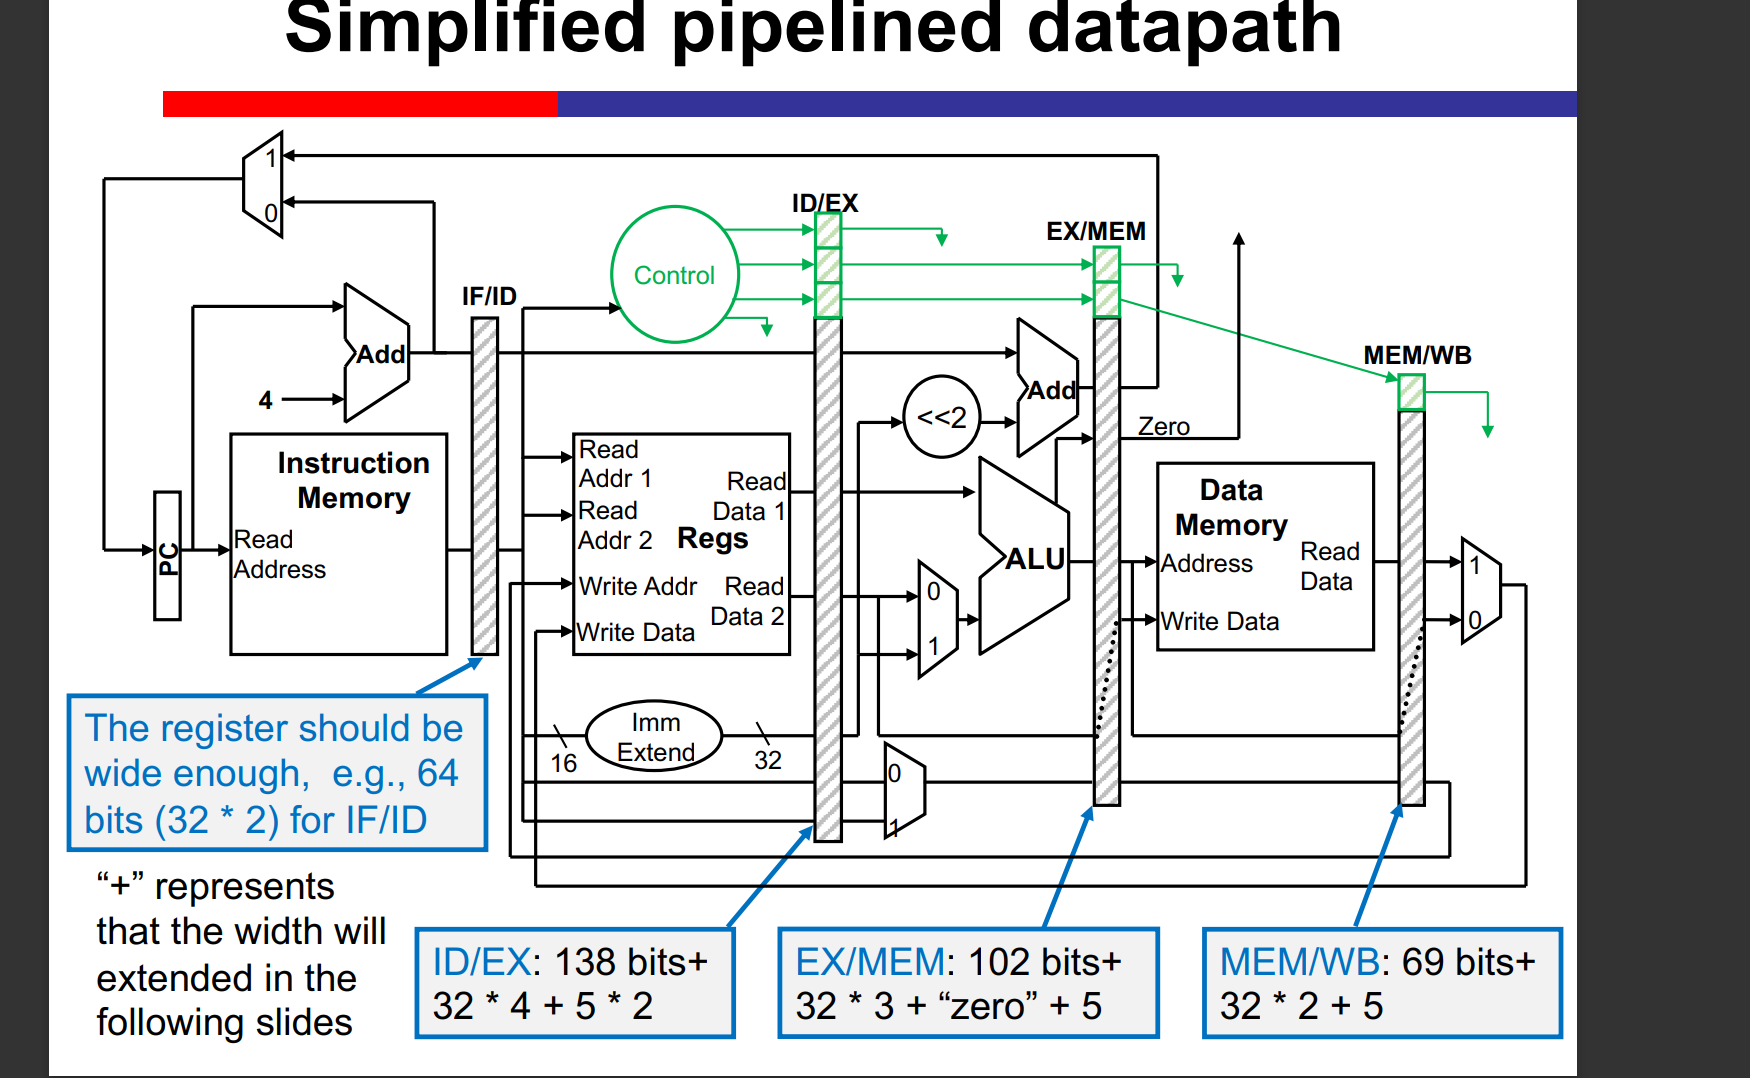 Simplified pipelined datapath
1
0
ID/EX
EX/MEM
Control
IF/ID
MEM/WB
Add
4
Add
<<2
Zero
Instruction
Memory
Read
Address
PC
Read
Addr 1
Read
Addr 2
Write Addr
Write Data
Regs
Read
Data 1
Read
Data 2
0
1
ALU
Data
Memory
Address
Write Data
Read
Data
1
0
16
Imm
Extend
32
0
1
The register should be
wide enough, e.g., 64
bits (32 * 2) for IF/ID
“+” represents
that the width will
extended in the
following slides
ID/EX: 138 bits+
32 * 4 + 5 * 2
EX/MEM: 102 bits+
32 * 3 + “zero” + 5
MEM/WB: 69 bits+
32 * 2 + 5